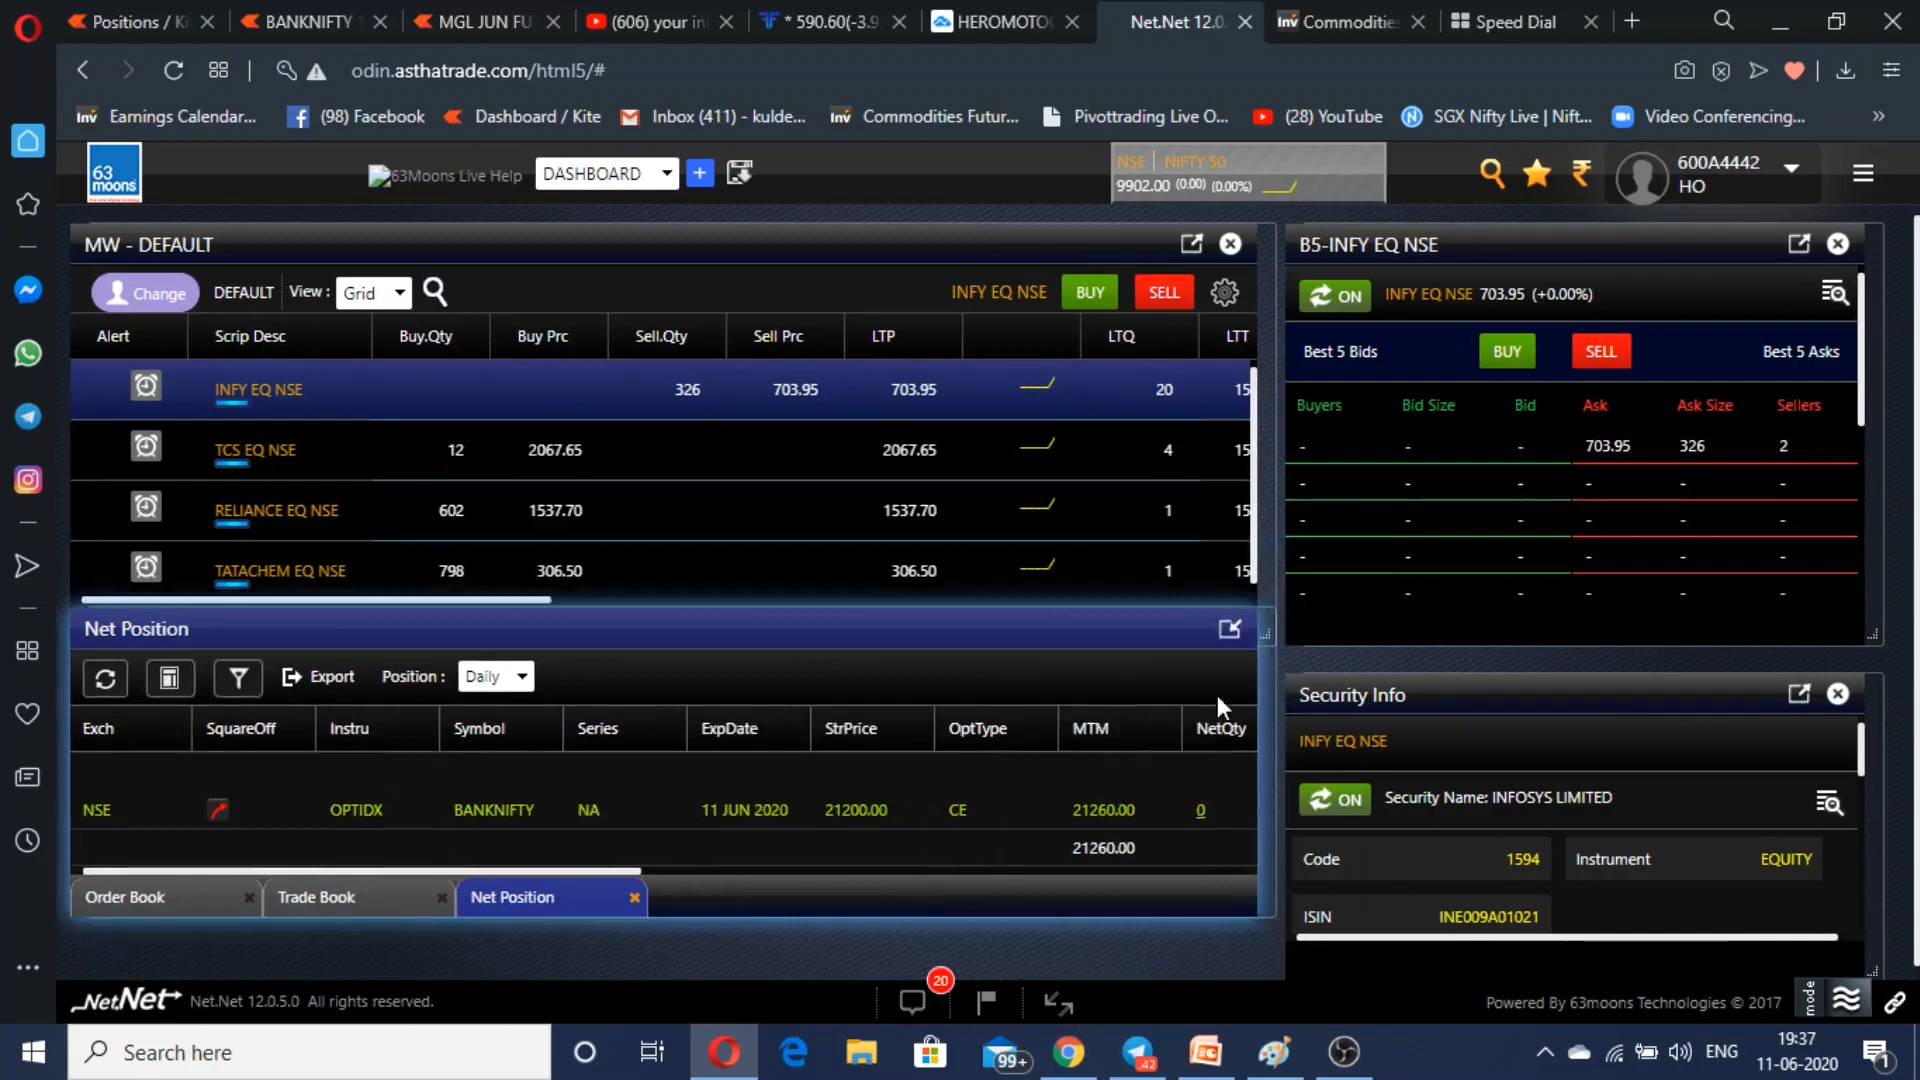 Positions / Ki
BANKNIFTY 1
MGL JUN FU
(606) your in
* 590.60(-3.9
HEROMOTOC
Net.Net 12.0.
Inv Commodities
Speed Dial
odin.asthatrade.com/html5/#
Inv Earnings Calendar...
(98) Facebook
Dashboard / Kite
Inbox (411) - kulde...
Inv Commodities Futur...
Pivottrading Live O...
(28) YouTube
SGX Nifty Live | Nift...
Video Conferencing...
63 moons
63Moons Live Help
DASHBOARD
NSE | NIFTY 50
9902.00 (0.00) (0.00%)
600A4442
HO
MW - DEFAULT
Change DEFAULT View : Grid
INFY EQ NSE BUY SELL
Alert Scrip Desc Buy.Qty Buy Prc Sell.Qty Sell Prc LTP LTQ LTT
INFY EQ NSE 326 703.95 703.95 20 15
TCS EQ NSE 12 2067.65 2067.65 4 15
RELIANCE EQ NSE 602 1537.70 1537.70 1 15
TATACHEM EQ NSE 798 306.50 306.50 1 15
Net Position
Export Position : Daily
Exch SquareOff Instru Symbol Series ExpDate StrPrice OptType MTM NetQty
NSE OPTIDX BANKNIFTY NA 11 JUN 2020 21200.00 CE 21260.00 0
21260.00
Order Book Trade Book Net Position
B5-INFY EQ NSE
ON INFY EQ NSE 703.95 (+0.00%)
Best 5 Bids BUY SELL Best 5 Asks
Buyers Bid Size Bid Ask Ask Size Sellers
- - - 703.95 326 2
- - - - - -
- - - - - -
- - - - - -
- - - - - -
Security Info
INFY EQ NSE
ON Security Name: INFOSYS LIMITED
Code 1594 Instrument EQUITY
ISIN INE009A01021
Net.Net Net.Net 12.0.5.0 All rights reserved.
20
Powered By 63moons Technologies © 2017
mode
Search here
99+
42
ENG
19:37
11-06-2020
1